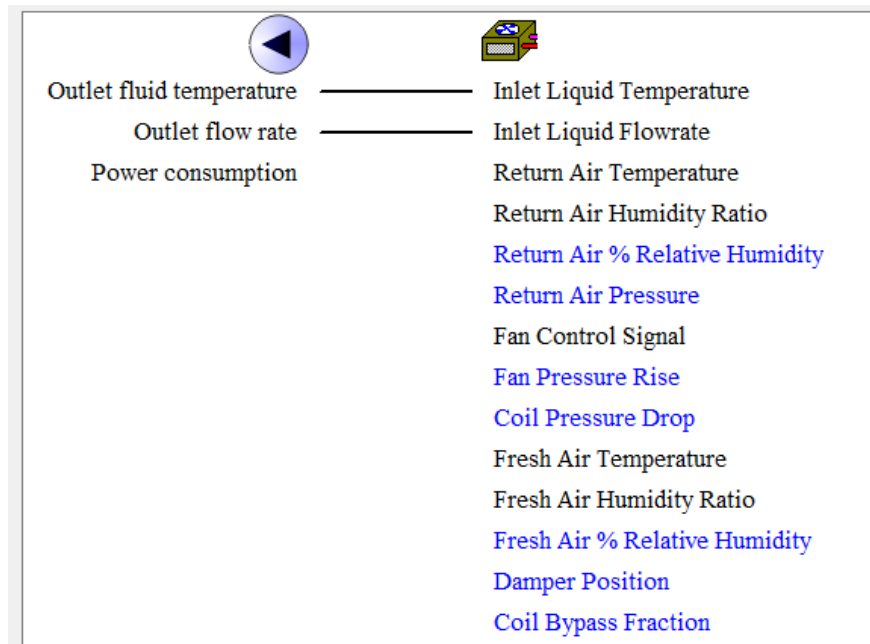 Outlet fluid temperature Inlet Liquid Temperature
Outlet flow rate Inlet Liquid Flowrate
Power consumption Return Air Temperature
Return Air Humidity Ratio
Return Air % Relative Humidity
Return Air Pressure
Fan Control Signal
Fan Pressure Rise
Coil Pressure Drop
Fresh Air Temperature
Fresh Air Humidity Ratio
Fresh Air % Relative Humidity
Damper Position
Coil Bypass Fraction